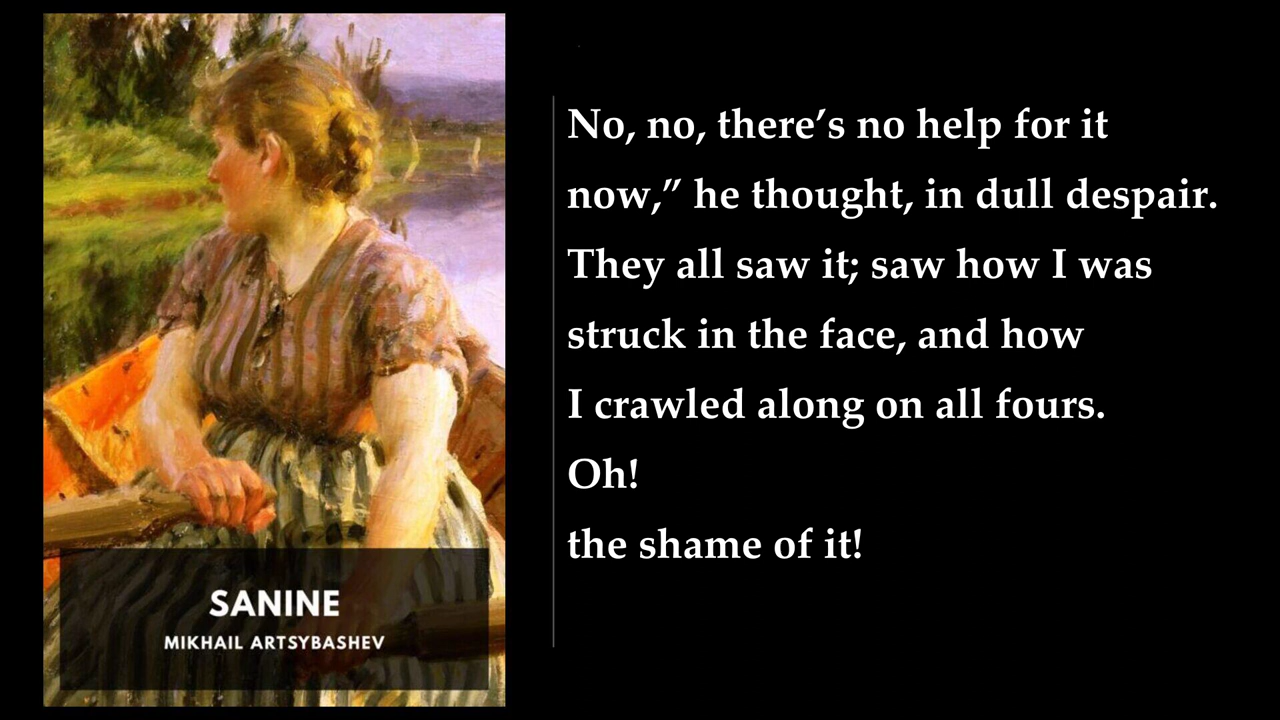 No, no, there’s no help for it
now,” he thought, in dull despair.
They all saw it; saw how I was
struck in the face, and how
I crawled along on all fours.
Oh!
the shame of it!
SANINE
MIKHAIL ARTSYBASHEV